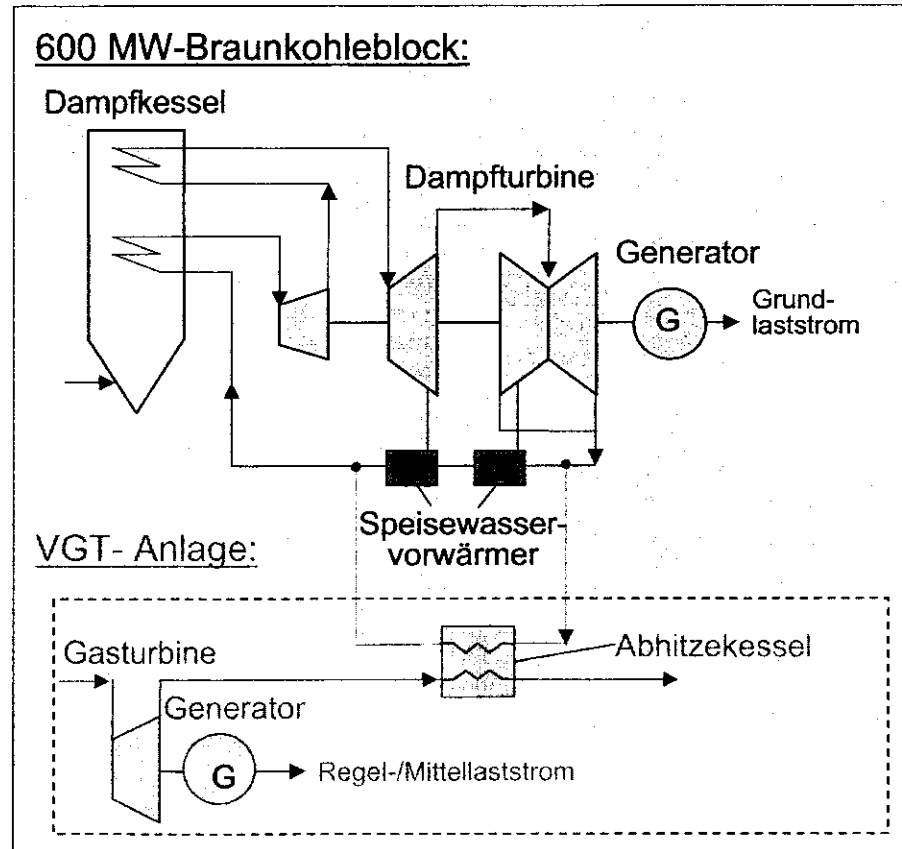 600 MW-Braunkohleblock:
Dampfkessel
Dampfturbine
Generator
G
Grund-
laststrom
Speisewasser-
vorwärmer
VGT- Anlage:
Gasturbine
Abhitzekessel
Generator
G
Regel-/Mittellaststrom